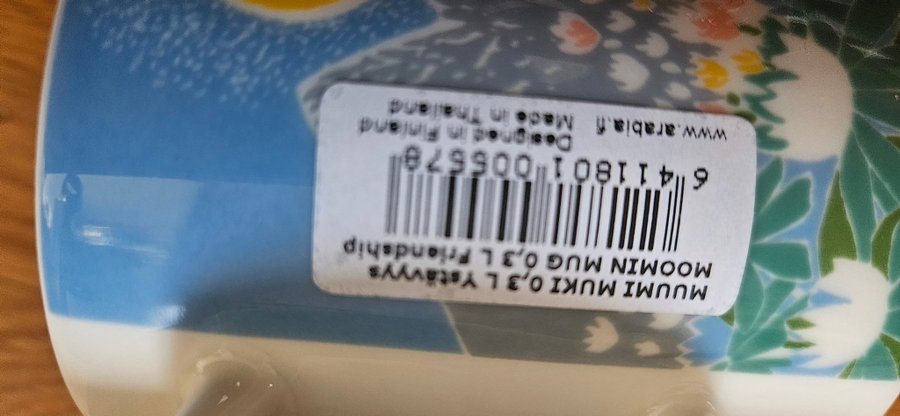 MUUMI MUKI 0,3 L Ystävyys
MOOMIN MUG 0,3 L Friendship
6 411801 005578
Designed in Finland
www.arabia.fi Made in Thailand